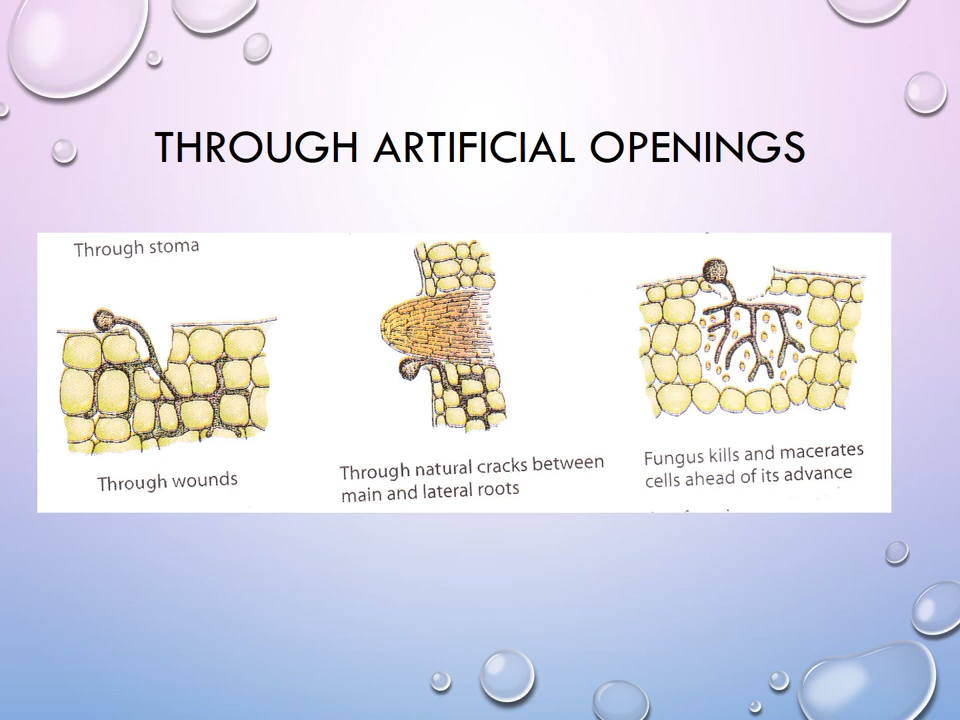 THROUGH ARTIFICIAL OPENINGS
Through stoma
Through wounds
Through natural cracks between
main and lateral roots
Fungus kills and macerates
cells ahead of its advance